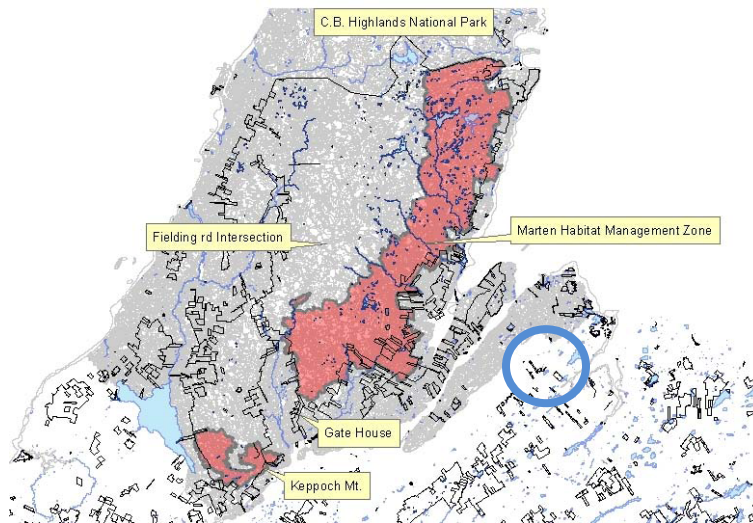 C.B. Highlands National Park
Fielding rd Intersection
Marten Habitat Management Zone
Gate House
Keppoch Mt.